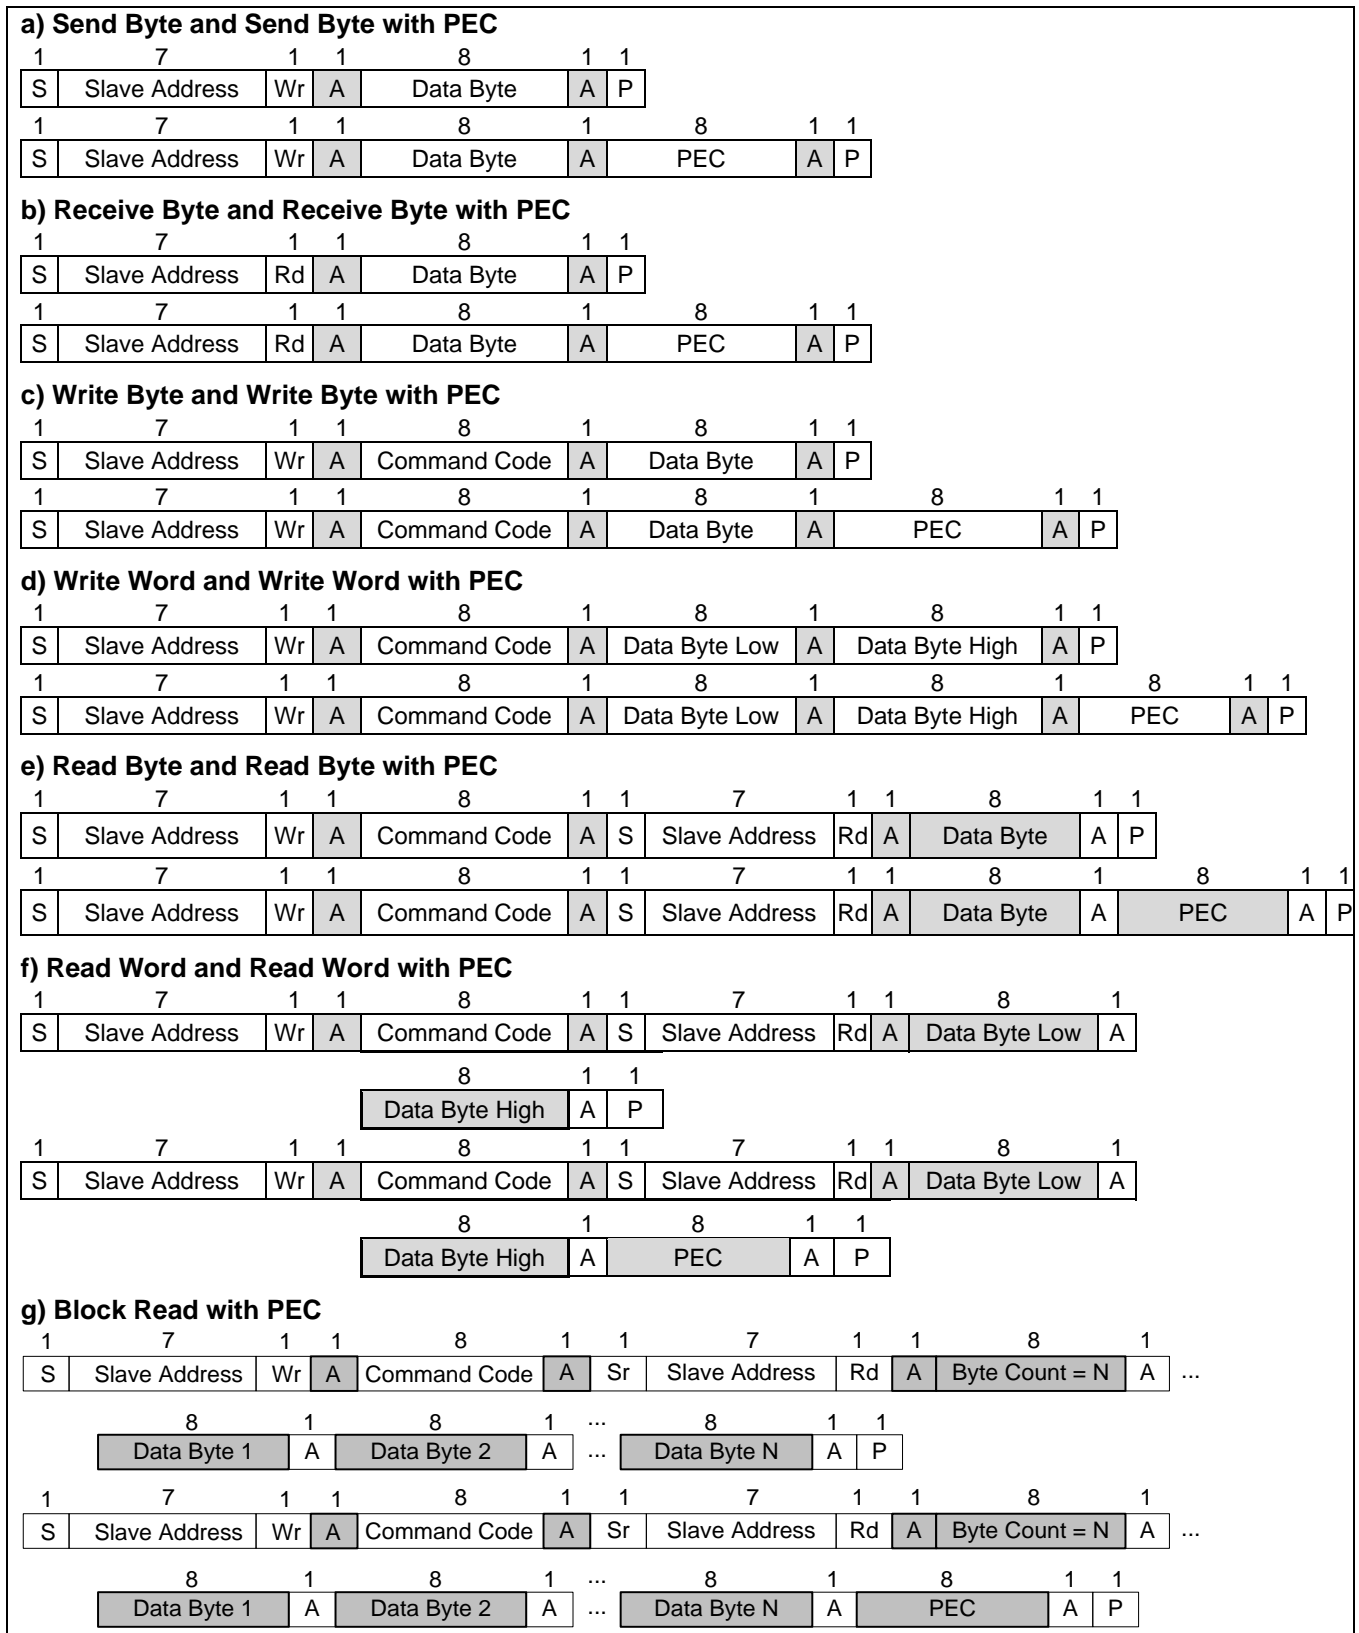 a) Send Byte and Send Byte with PEC
1 7 1 1 8 1 1
S Slave Address Wr A Data Byte A P
1 7 1 1 8 1 8 1 1
S Slave Address Wr A Data Byte A PEC A P
b) Receive Byte and Receive Byte with PEC
1 7 1 1 8 1 1
S Slave Address Rd A Data Byte A P
1 7 1 1 8 1 8 1 1
S Slave Address Rd A Data Byte A PEC A P
c) Write Byte and Write Byte with PEC
1 7 1 1 8 1 8 1 1
S Slave Address Wr A Command Code A Data Byte A P
1 7 1 1 8 1 8 1 8 1 1
S Slave Address Wr A Command Code A Data Byte A PEC A P
d) Write Word and Write Word with PEC
1 7 1 1 8 1 8 1 8 1 1
S Slave Address Wr A Command Code A Data Byte Low A Data Byte High A P
1 7 1 1 8 1 8 1 8 1 8 1 1
S Slave Address Wr A Command Code A Data Byte Low A Data Byte High A PEC A P
e) Read Byte and Read Byte with PEC
1 7 1 1 8 1 1 7 1 1 8 1 1
S Slave Address Wr A Command Code A S Slave Address Rd A Data Byte A P
1 7 1 1 8 1 1 7 1 1 8 1 8 1 1
S Slave Address Wr A Command Code A S Slave Address Rd A Data Byte A PEC A P
f) Read Word and Read Word with PEC
1 7 1 1 8 1 1 7 1 1 8 1
S Slave Address Wr A Command Code A S Slave Address Rd A Data Byte Low A
8 1 1
Data Byte High A P
1 7 1 1 8 1 1 7 1 1 8 1
S Slave Address Wr A Command Code A S Slave Address Rd A Data Byte Low A
8 1 8 1 1
Data Byte High A PEC A P
g) Block Read with PEC
1 7 1 1 8 1 1 7 1 1 8 1
S Slave Address Wr A Command Code A Sr Slave Address Rd A Byte Count = N A ...
8 1 8 1 ... 8 1 1
Data Byte 1 A Data Byte 2 A ... Data Byte N A P
1 7 1 1 8 1 1 7 1 1 8 1
S Slave Address Wr A Command Code A Sr Slave Address Rd A Byte Count = N A ...
8 1 8 1 ... 8 1 8 1 1
Data Byte 1 A Data Byte 2 A ... Data Byte N A PEC A P